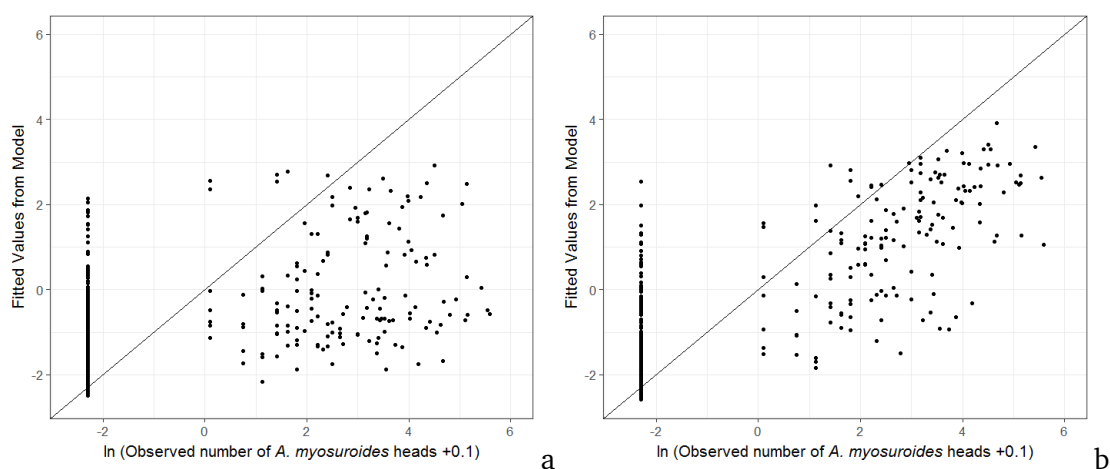 Fitted Values from Model
6
4
2
0
-2
-2 0 2 4 6
ln (Observed number of A. myosuroides heads +0.1)
a
Fitted Values from Model
6
4
2
0
-2
-2 0 2 4 6
ln (Observed number of A. myosuroides heads +0.1)
b